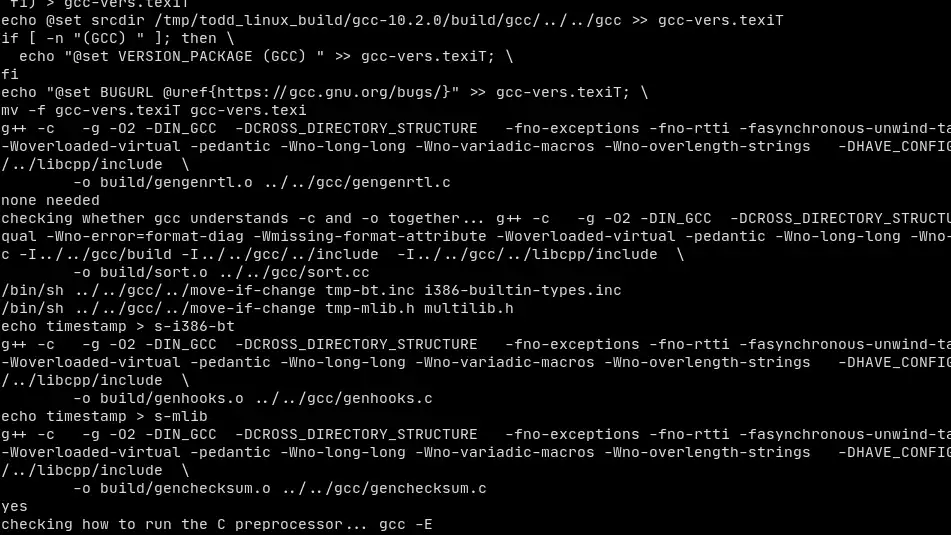 fi) > gcc-vers.texiT
echo @set srcdir /tmp/todd_linux_build/gcc-10.2.0/build/gcc/../../gcc >> gcc-vers.texiT
if [ -n "(GCC) " ]; then \
  echo "@set VERSION_PACKAGE (GCC) " >> gcc-vers.texiT; \
fi
echo "@set BUGURL @uref{https://gcc.gnu.org/bugs/}" >> gcc-vers.texiT; \
mv -f gcc-vers.texiT gcc-vers.texi
g++ -c   -g -O2 -DIN_GCC  -DCROSS_DIRECTORY_STRUCTURE   -fno-exceptions -fno-rtti -fasynchronous-unwind-ta
-Woverloaded-virtual -pedantic -Wno-long-long -Wno-variadic-macros -Wno-overlength-strings   -DHAVE_CONFIG
/../libcpp/include  \
        -o build/gengenrtl.o ../../gcc/gengenrtl.c
none needed
checking whether gcc understands -c and -o together... g++ -c   -g -O2 -DIN_GCC  -DCROSS_DIRECTORY_STRUCTU
qual -Wno-error=format-diag -Wmissing-format-attribute -Woverloaded-virtual -pedantic -Wno-long-long -Wno-
c -I../../gcc/build -I../../gcc/../include  -I../../gcc/../libcpp/include  \
        -o build/sort.o ../../gcc/sort.cc
/bin/sh ../../gcc/../move-if-change tmp-bt.inc i386-builtin-types.inc
/bin/sh ../../gcc/../move-if-change tmp-mlib.h multilib.h
echo timestamp > s-i386-bt
g++ -c   -g -O2 -DIN_GCC  -DCROSS_DIRECTORY_STRUCTURE   -fno-exceptions -fno-rtti -fasynchronous-unwind-ta
-Woverloaded-virtual -pedantic -Wno-long-long -Wno-variadic-macros -Wno-overlength-strings   -DHAVE_CONFIG
/../libcpp/include  \
        -o build/genhooks.o ../../gcc/genhooks.c
echo timestamp > s-mlib
g++ -c   -g -O2 -DIN_GCC  -DCROSS_DIRECTORY_STRUCTURE   -fno-exceptions -fno-rtti -fasynchronous-unwind-ta
-Woverloaded-virtual -pedantic -Wno-long-long -Wno-variadic-macros -Wno-overlength-strings   -DHAVE_CONFIG
/../libcpp/include  \
        -o build/genchecksum.o ../../gcc/genchecksum.c
yes
checking how to run the C preprocessor... gcc -E